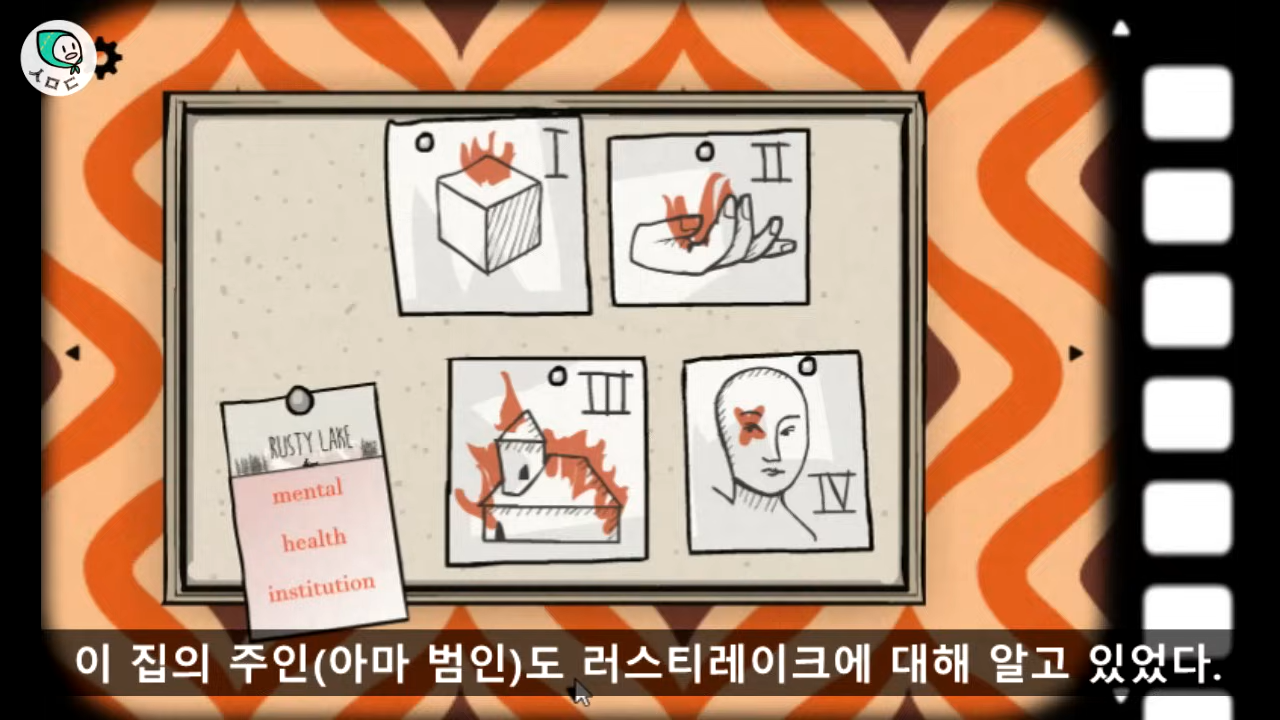 ㅅㅁㄷ
I
II
III
IV
RUSTY LAKE
mental
health
institution
이 집의 주인(아마 범인)도 러스티레이크에 대해 알고 있었다.